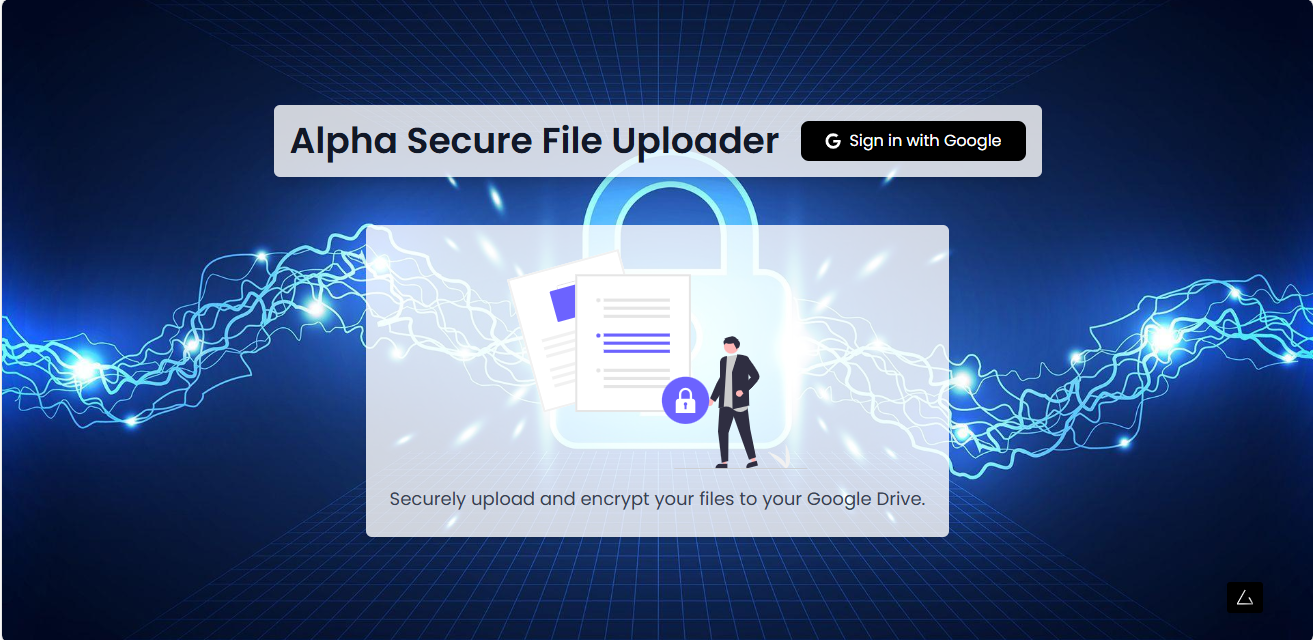 Alpha Secure File Uploader
Sign in with Google
Securely upload and encrypt your files to your Google Drive.